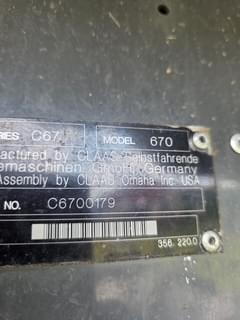 RIES C67 MODEL 670
actured by CLAAS Selbstfahrende
emaschinen GmbH, Germany
Assembly by CLAAS Omaha Inc. USA
NO. C6700179
356 220.0